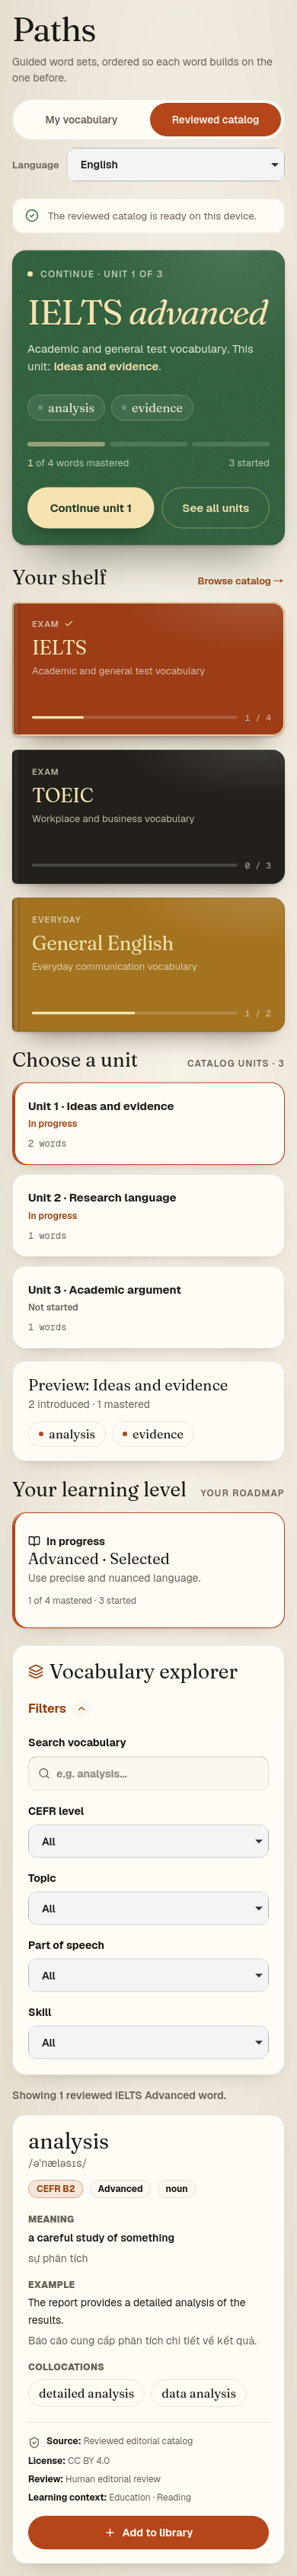 Paths
Guided word sets, ordered so each word builds on the
one before.
My vocabulary
Reviewed catalog
Language
English
The reviewed catalog is ready on this device.
CONTINUE · UNIT 1 OF 3
IELTS advanced
Academic and general test vocabulary. This
unit: Ideas and evidence.
analysis
evidence
1 of 4 words mastered
3 started
Continue unit 1
See all units
Your shelf
Browse catalog →
EXAM ✓
IELTS
Academic and general test vocabulary
1 / 4
EXAM
TOEIC
Workplace and business vocabulary
0 / 3
EVERYDAY
General English
Everyday communication vocabulary
1 / 2
Choose a unit
CATALOG UNITS · 3
Unit 1 · Ideas and evidence
In progress
2 words
Unit 2 · Research language
In progress
1 words
Unit 3 · Academic argument
Not started
1 words
Preview: Ideas and evidence
2 introduced · 1 mastered
analysis
evidence
Your learning level
YOUR ROADMAP
In progress
Advanced · Selected
Use precise and nuanced language.
1 of 4 mastered · 3 started
Vocabulary explorer
Filters
Search vocabulary
e.g. analysis...
CEFR level
All
Topic
All
Part of speech
All
Skill
All
Showing 1 reviewed IELTS Advanced word.
analysis
/əˈnæləsɪs/
CEFR B2
Advanced
noun
MEANING
a careful study of something
sự phân tích
EXAMPLE
The report provides a detailed analysis of the
results.
Báo cáo cung cấp phân tích chi tiết về kết quả.
COLLOCATIONS
detailed analysis
data analysis
Source: Reviewed editorial catalog
License: CC BY 4.0
Review: Human editorial review
Learning context: Education · Reading
+ Add to library